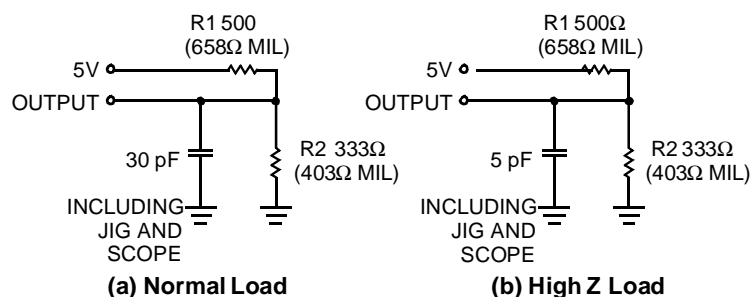 R1 500
(658Ω MIL)
5V
OUTPUT
30 pF
R2 333Ω
(403Ω MIL)
INCLUDING
JIG AND
SCOPE
(a) Normal Load
R1 500Ω
(658Ω MIL)
5V
OUTPUT
5 pF
R2 333Ω
(403Ω MIL)
INCLUDING
JIG AND
SCOPE
(b) High Z Load